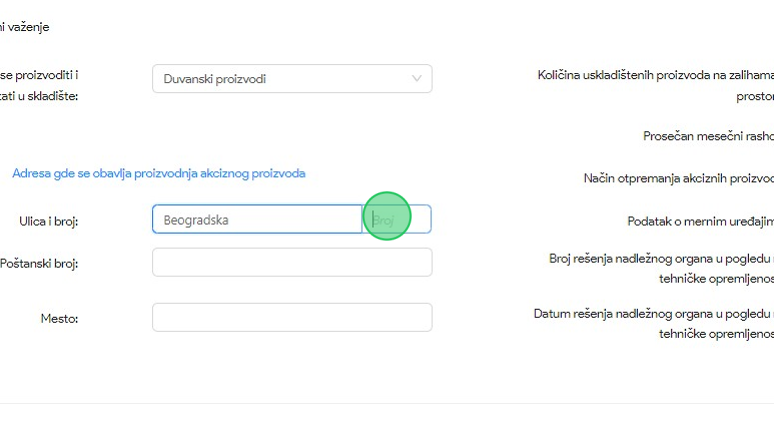 ni važenje
se proizvoditi i
Duvanski proizvodi
tati u skladište:
Adresa gde se obavlja proizvodnja akciznog proizvoda
Ulica i broj:
Beogradska
Broj
Poštanski broj:
Mesto:
Količina uskladištenih proizvoda na zalihama
prostor
Prosečan mesečni rasho
Način otpremanja akciznih proizvod
Podatak o mernim uređajim
Broj rešenja nadležnog organa u pogledu
tehničke opremljenos
Datum rešenja nadležnog organa u pogledu
tehničke opremljenos